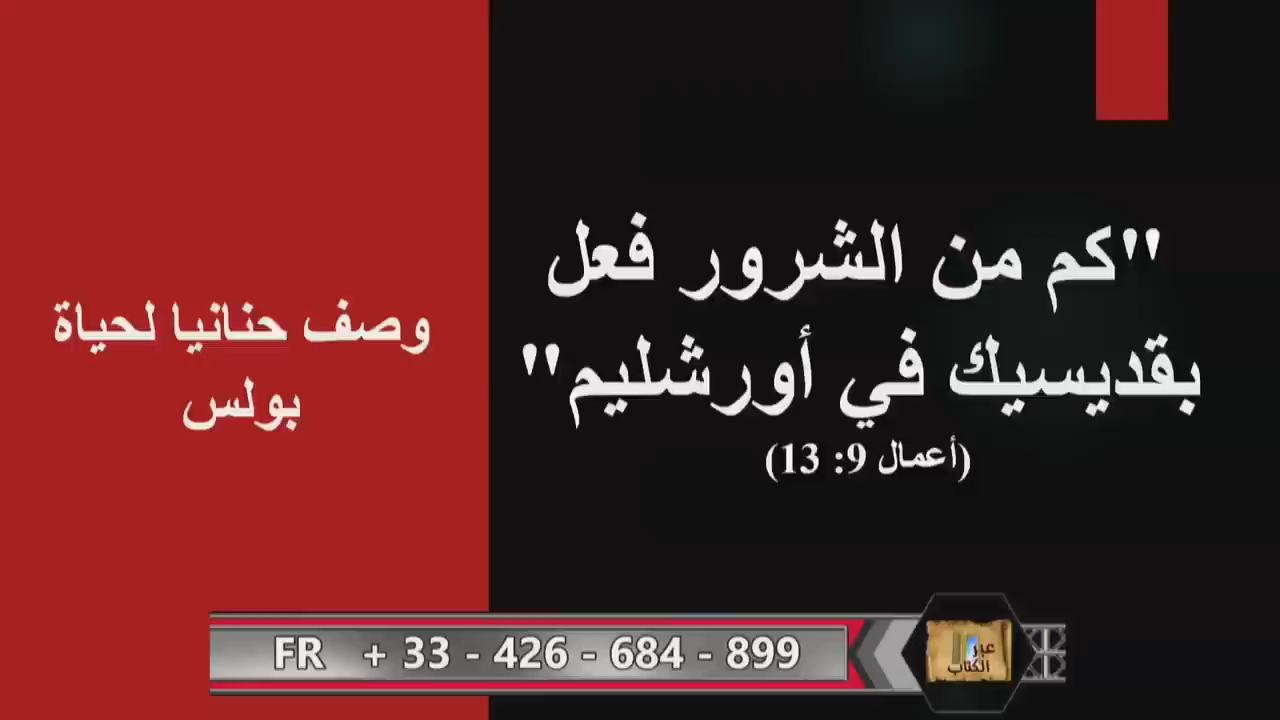 "كم من الشرور فعل
بقديسيك في أورشليم"
(أعمال 9: 13)
وصف حنانيا لحياة
بولس
FR + 33 - 426 - 684 - 899
عبر
الكتاب